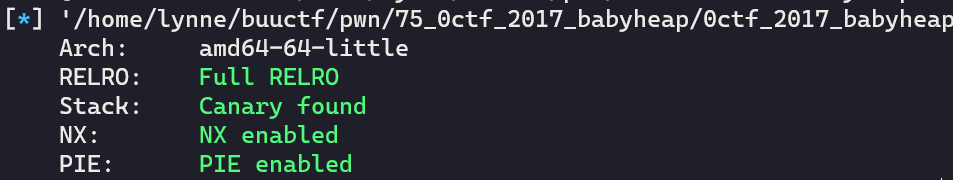 [*] '/home/lynne/buuctf/pwn/75_0ctf_2017_babyheap/0ctf_2017_babyheap
Arch: amd64-64-little
RELRO: Full RELRO
Stack: Canary found
NX: NX enabled
PIE: PIE enabled